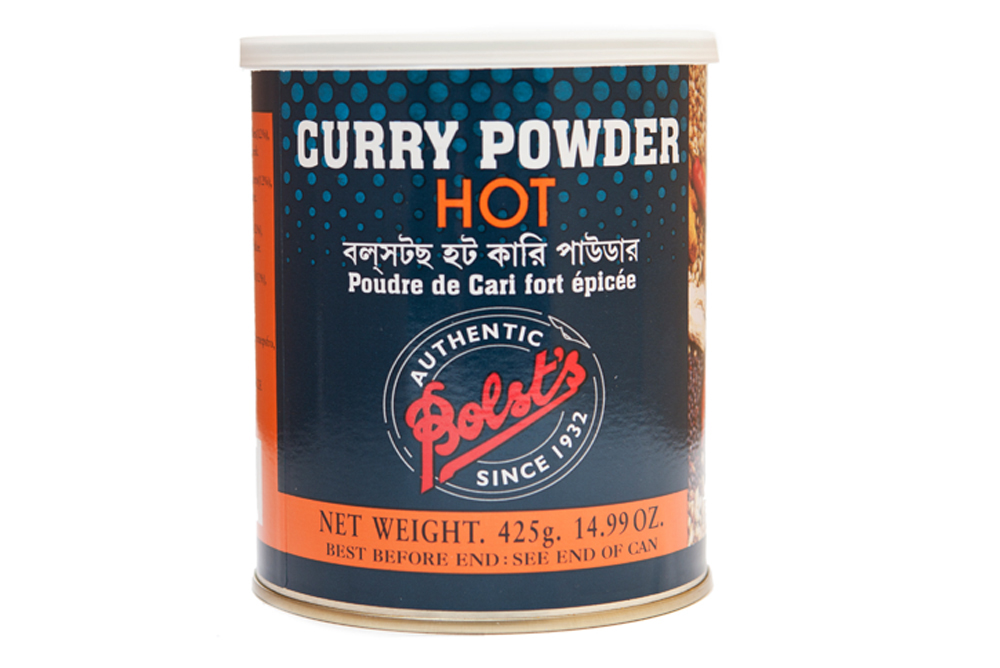 CURRY POWDER
HOT
বল্সটছ হট কারি পাউডার
Poudre de Cari fort épicée
AUTHENTIC
Bolst's
SINCE 1932
NET WEIGHT. 425g. 14.99 OZ.
BEST BEFORE END: SEE END OF CAN